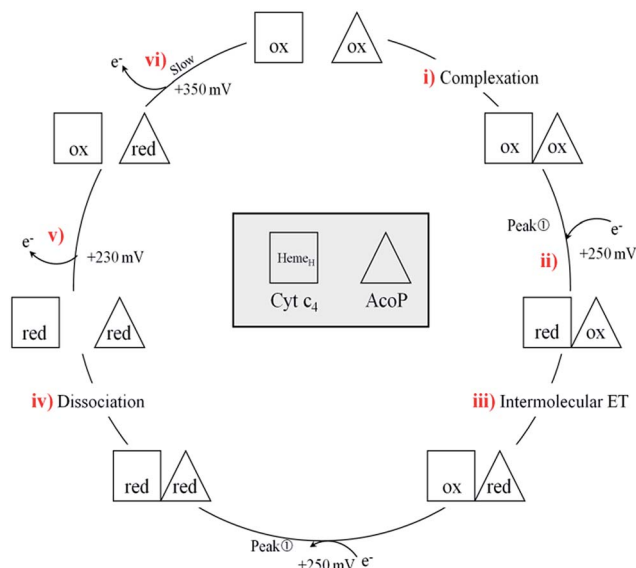 ox
ox
i) Complexation
ox
ox
Peak①
e-
+250 mV
ii)
red
ox
iii) Intermolecular ET
ox
red
Peak①
+250 mV
e-
red
red
iv) Dissociation
red
red
v)
e-
+230 mV
ox
red
vi)
e-
Slow
+350 mV
HemeH
Cyt c4
AcoP